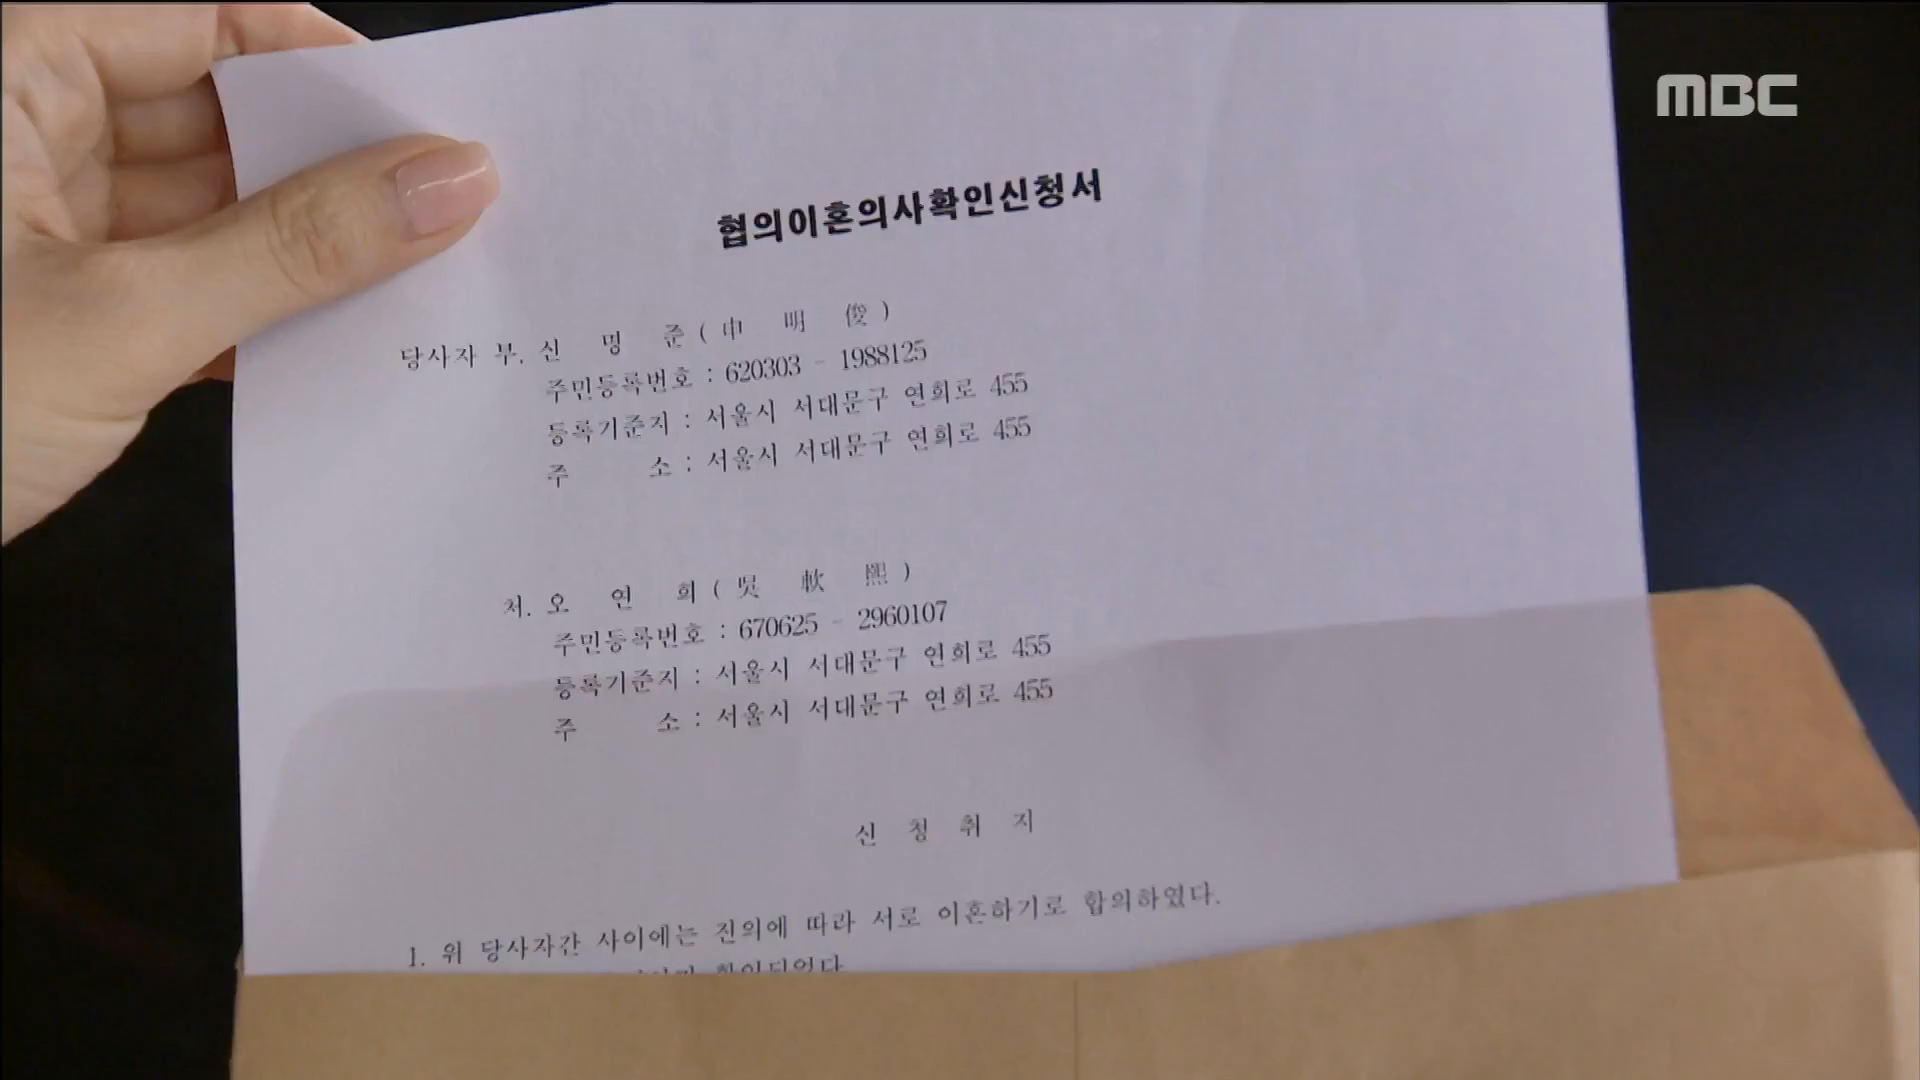 MBC
협의이혼의사확인신청서
당사자 부. 신 명 준 ( 申 明 俊 )
주민등록번호 : 620303 - 1988125
등록기준지 : 서울시 서대문구 연희로 455
주 소 : 서울시 서대문구 연희로 455
처. 오 연 희 ( 吳 軟 熙 )
주민등록번호 : 670625 - 2960107
등록기준지 : 서울시 서대문구 연희로 455
주 소 : 서울시 서대문구 연희로 455
신 청 취 지
1. 위 당사자간 사이에는 진의에 따라 서로 이혼하기로 합의하였다.
확인되었다